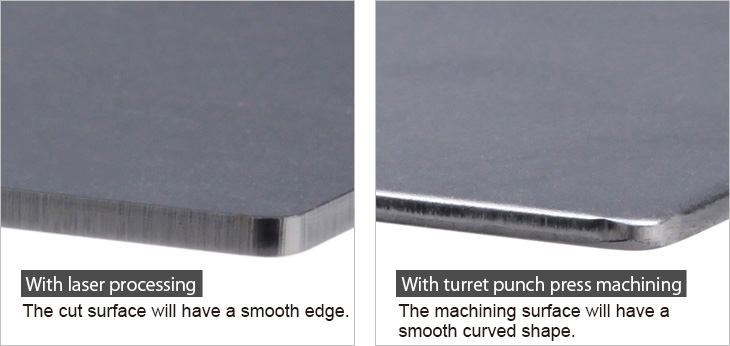 With laser processing
The cut surface will have a smooth edge.
With turret punch press machining
The machining surface will have a
smooth curved shape.